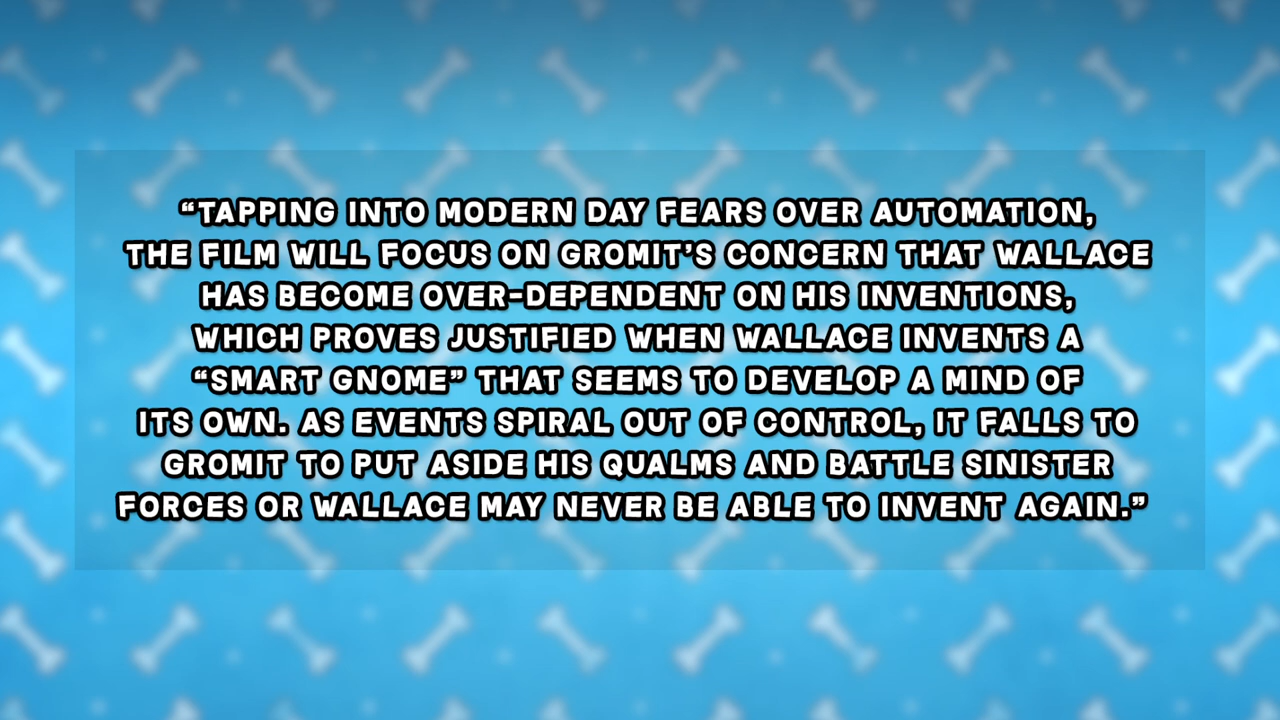 “TAPPING INTO MODERN DAY FEARS OVER AUTOMATION,
THE FILM WILL FOCUS ON GROMIT’S CONCERN THAT WALLACE
HAS BECOME OVER-DEPENDENT ON HIS INVENTIONS,
WHICH PROVES JUSTIFIED WHEN WALLACE INVENTS A
“SMART GNOME” THAT SEEMS TO DEVELOP A MIND OF
ITS OWN. AS EVENTS SPIRAL OUT OF CONTROL, IT FALLS TO
GROMIT TO PUT ASIDE HIS QUALMS AND BATTLE SINISTER
FORCES OR WALLACE MAY NEVER BE ABLE TO INVENT AGAIN.”